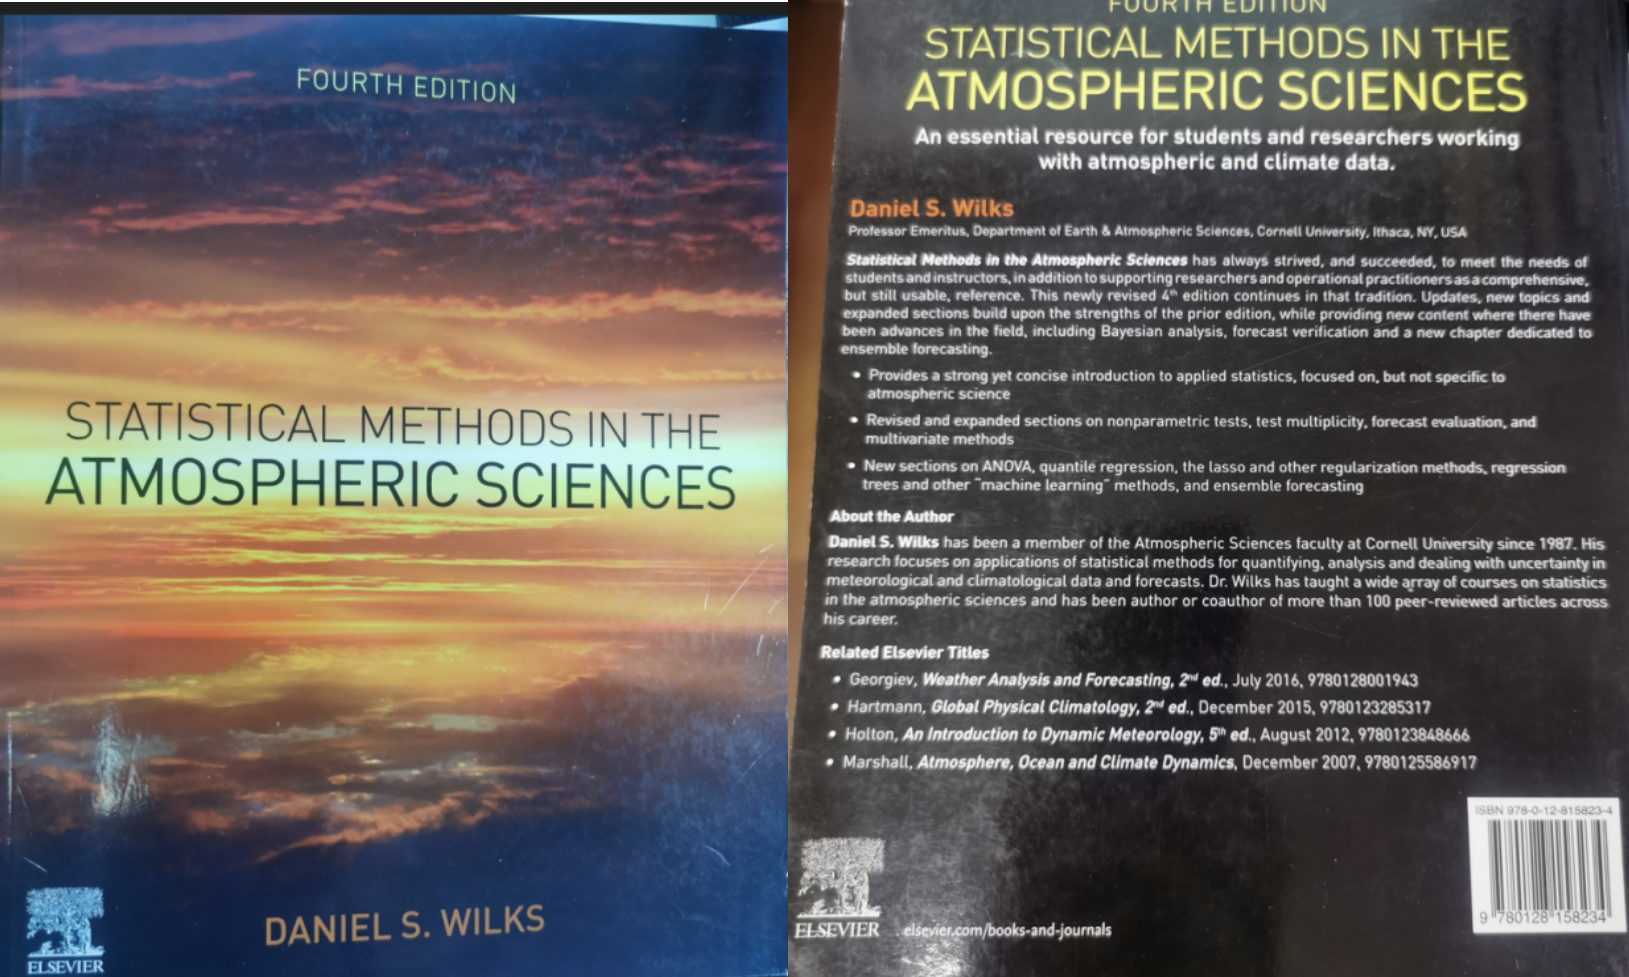 FOURTH EDITION
STATISTICAL METHODS IN THE
ATMOSPHERIC SCIENCES
DANIEL S. WILKS
ELSEVIER
FOURTH EDITION
STATISTICAL METHODS IN THE
ATMOSPHERIC SCIENCES
An essential resource for students and researchers working
with atmospheric and climate data.
Daniel S. Wilks
Professor Emeritus, Department of Earth & Atmospheric Sciences, Cornell University, Ithaca, NY, USA
Statistical Methods in the Atmospheric Sciences has always strived, and succeeded, to meet the needs of
students and instructors, in addition to supporting researchers and operational practitioners as a comprehensive,
but still usable, reference. This newly revised 4th edition continues in that tradition. Updates, new topics and
expanded sections build upon the strengths of the prior edition, while providing new content where there have
been advances in the field, including Bayesian analysis, forecast verification and a new chapter dedicated to
ensemble forecasting.
• Provides a strong yet concise introduction to applied statistics, focused on, but not specific to
atmospheric science
• Revised and expanded sections on nonparametric tests, test multiplicity, forecast evaluation, and
multivariate methods
• New sections on ANOVA, quantile regression, the lasso and other regularization methods, regression
trees and other "machine learning" methods, and ensemble forecasting
About the Author
Daniel S. Wilks has been a member of the Atmospheric Sciences faculty at Cornell University since 1987. His
research focuses on applications of statistical methods for quantifying, analysis and dealing with uncertainty in
meteorological and climatological data and forecasts. Dr. Wilks has taught a wide array of courses on statistics
in the atmospheric sciences and has been author or coauthor of more than 100 peer-reviewed articles across
his career.
Related Elsevier Titles
• Georgiev, Weather Analysis and Forecasting, 2nd ed., July 2016, 9780128001943
• Hartmann, Global Physical Climatology, 2nd ed., December 2015, 9780123285317
• Holton, An Introduction to Dynamic Meteorology, 5th ed., August 2012, 9780123848666
• Marshall, Atmosphere, Ocean and Climate Dynamics, December 2007, 9780125586917
ISBN 978-0-12-815823-4
9 780128 158234
ELSEVIER
elsevier.com/books-and-journals